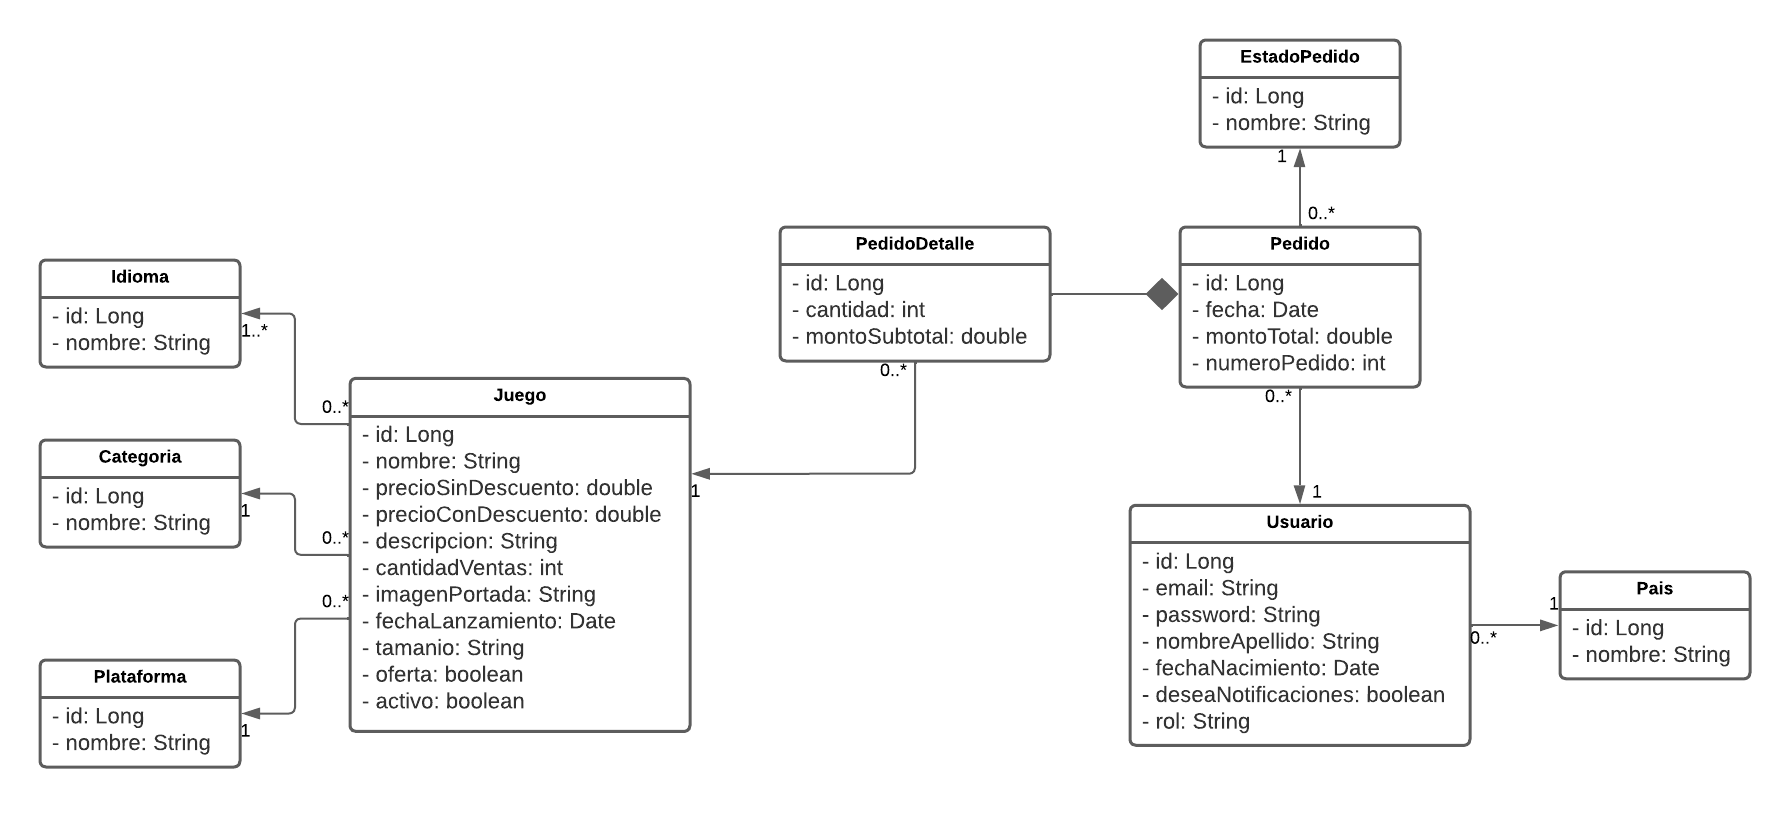 EstadoPedido
- id: Long
- nombre: String
1
0..*
PedidoDetalle
- id: Long
- cantidad: int
- montoSubtotal: double
0..*
Pedido
- id: Long
- fecha: Date
- montoTotal: double
- numeroPedido: int
0..*
Idioma
- id: Long
- nombre: String
1..*
0..*
Categoria
- id: Long
- nombre: String
1
0..*
Plataforma
- id: Long
- nombre: String
1
0..*
Juego
- id: Long
- nombre: String
- precioSinDescuento: double
- precioConDescuento: double
- descripcion: String
- cantidadVentas: int
- imagenPortada: String
- fechaLanzamiento: Date
- tamanio: String
- oferta: boolean
- activo: boolean
1
1
Usuario
- id: Long
- email: String
- password: String
- nombreApellido: String
- fechaNacimiento: Date
- deseaNotificaciones: boolean
- rol: String
0..*
1
Pais
- id: Long
- nombre: String